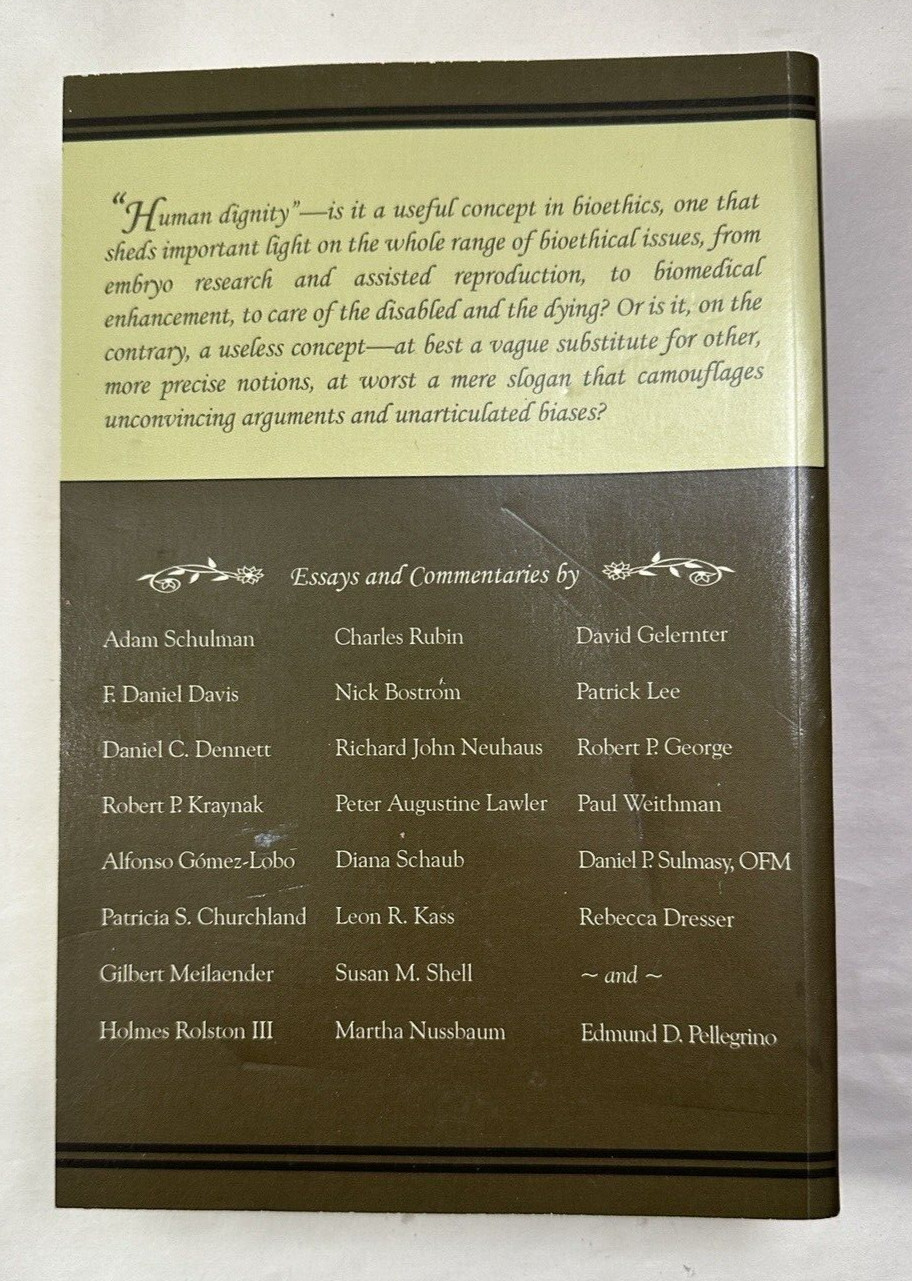 “Human dignity”—is it a useful concept in bioethics, one that
sheds important light on the whole range of bioethical issues, from
embryo research and assisted reproduction, to biomedical
enhancement, to care of the disabled and the dying? Or is it, on the
contrary, a useless concept—at best a vague substitute for other,
more precise notions, at worst a mere slogan that camouflages
unconvincing arguments and unarticulated biases?
Essays and Commentaries by
Adam Schulman
F. Daniel Davis
Daniel C. Dennett
Robert P. Kraynak
Alfonso Gómez-Lobo
Patricia S. Churchland
Gilbert Meilaender
Holmes Rolston III
Charles Rubin
Nick Bostrom
Richard John Neuhaus
Peter Augustine Lawler
Diana Schaub
Leon R. Kass
Susan M. Shell
Martha Nussbaum
David Gelernter
Patrick Lee
Robert P. George
Paul Weithman
Daniel P. Sulmasy, OFM
Rebecca Dresser
~ and ~
Edmund D. Pellegrino